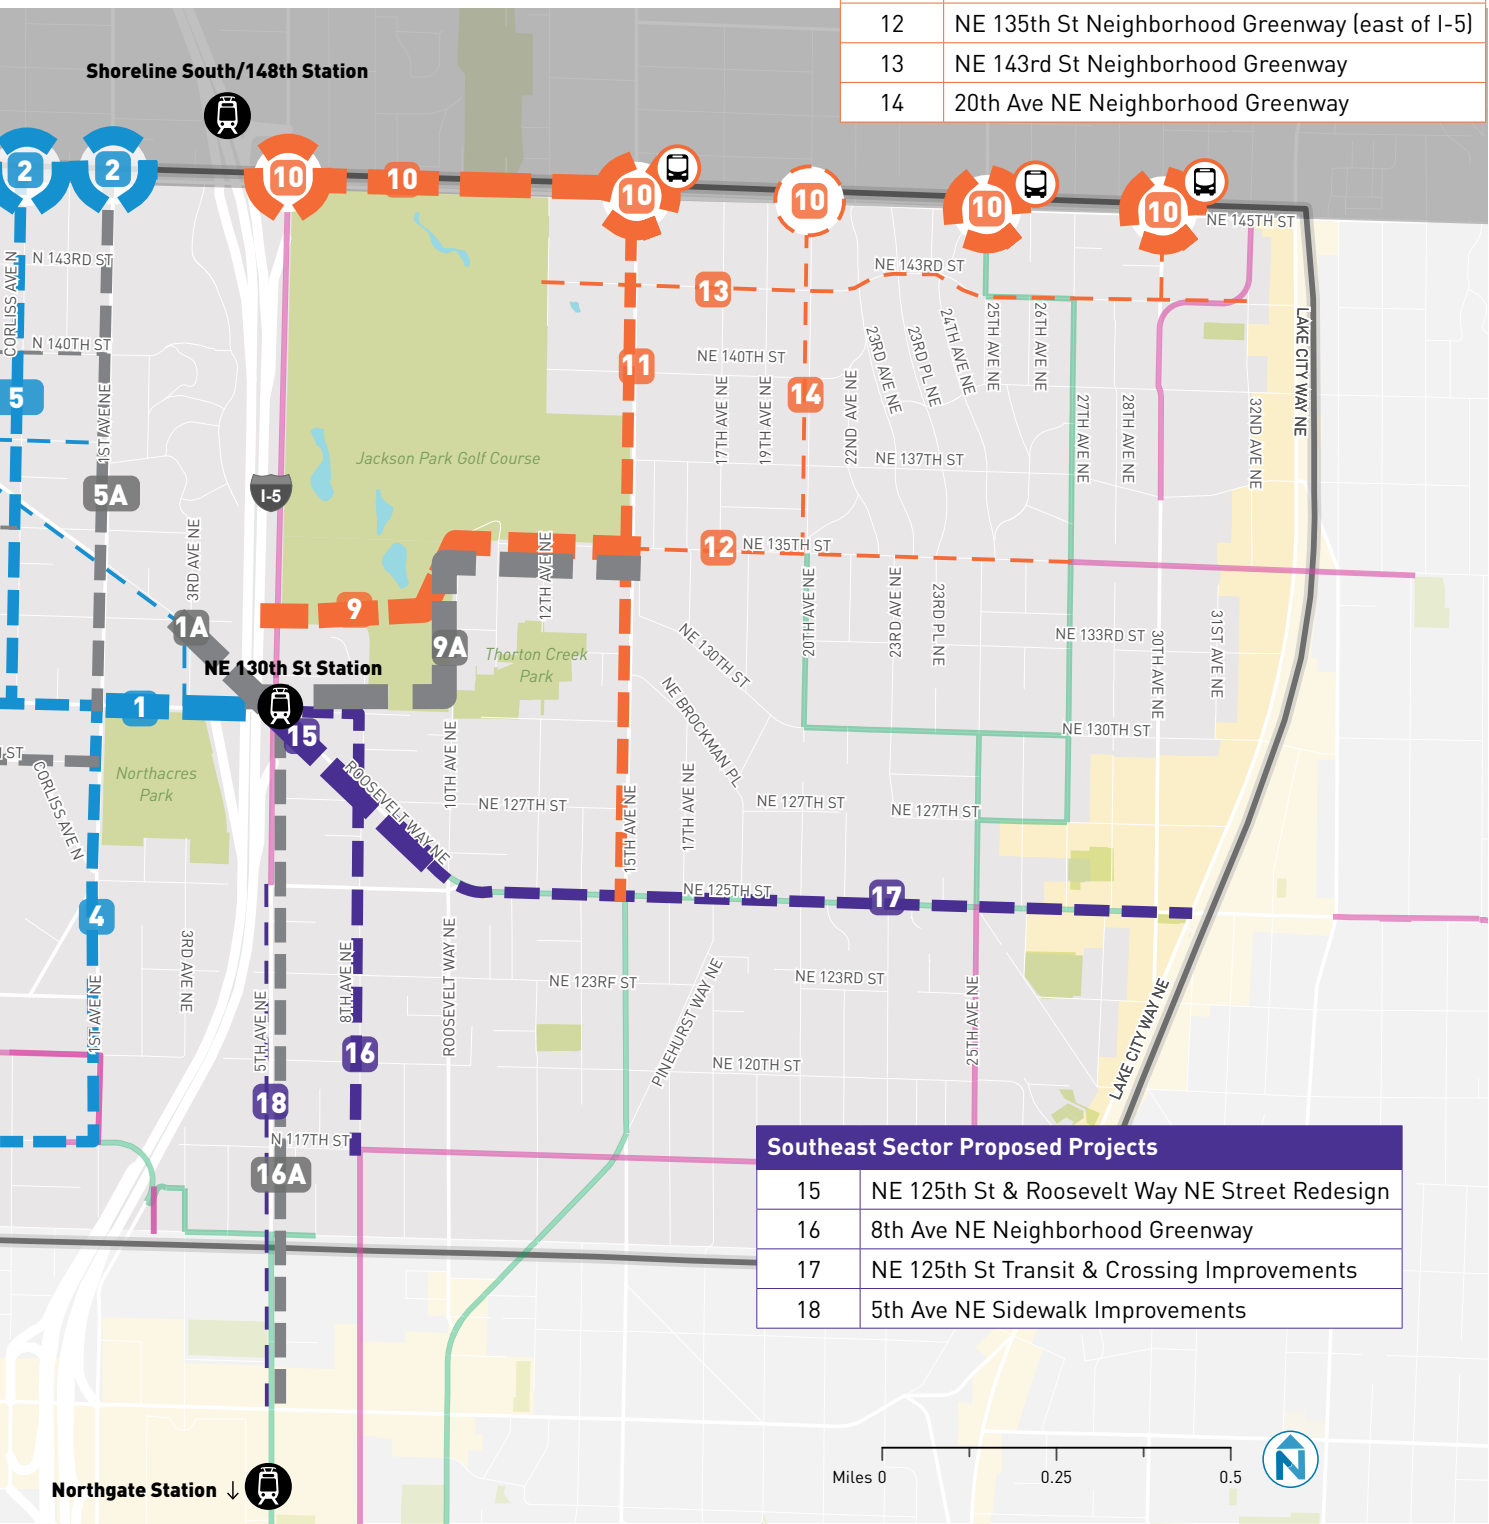 12 NE 135th St Neighborhood Greenway (east of I-5)
13 NE 143rd St Neighborhood Greenway
14 20th Ave NE Neighborhood Greenway
Shoreline South/148th Station
2
2
10
10
10
10
10
10
NE 145TH ST
N 143RD ST
NE 143RD ST
CORLISS AVE N
13
N 140TH ST
NE 140TH ST
11
14
5
1ST AVE NE
17TH AVE NE
19TH AVE NE
22ND AVE NE
23RD AVE NE
23RD PL NE
24TH AVE NE
25TH AVE NE
26TH AVE NE
27TH AVE NE
28TH AVE NE
32ND AVE NE
LAKE CITY WAY NE
Jackson Park Golf Course
NE 137TH ST
5A
I-5
3RD AVE NE
12TH AVE NE
12
NE 135TH ST
9
1A
9A
20TH AVE NE
23RD AVE NE
23RD PL NE
NE 133RD ST
30TH AVE NE
31ST AVE NE
NE 130th St Station
Thorton Creek
Park
NE 130TH ST
1
15
NE BROCKMAN PL
NE 130TH ST
ST
CORLISS AVE N
Northacres
Park
ROOSEVELT WAY NE
10TH AVE NE
NE 127TH ST
15TH AVE NE
17TH AVE NE
NE 127TH ST
NE 127TH ST
NE 125TH ST
17
4
3RD AVE NE
1ST AVE NE
5TH AVE NE
8TH AVE NE
ROOSEVELT WAY NE
NE 123RF ST
PINEHURST WAY NE
NE 123RD ST
25TH AVE NE
LAKE CITY WAY NE
16
NE 120TH ST
18
N 117TH ST
16A
Southeast Sector Proposed Projects
15 NE 125th St & Roosevelt Way NE Street Redesign
16 8th Ave NE Neighborhood Greenway
17 NE 125th St Transit & Crossing Improvements
18 5th Ave NE Sidewalk Improvements
Miles 0 0.25 0.5
N
Northgate Station ↓